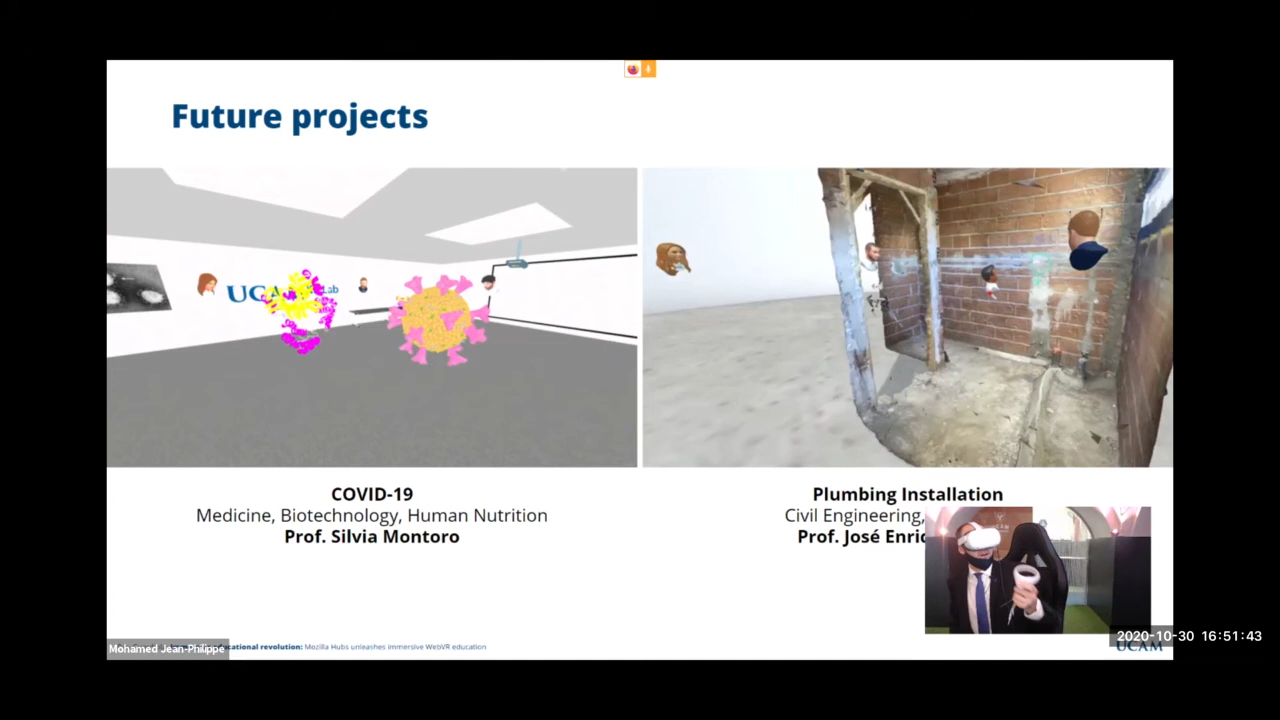 Future projects
UCA Lab
COVID-19
Medicine, Biotechnology, Human Nutrition
Prof. Silvia Montoro
Plumbing Installation
Civil Engineering,
Prof. José Enric
Mohamed Jean-Philippe
cational revolution: Mozilla Hubs unleashes immersive WebVR education
2020-10-30 16:51:43
UCAM